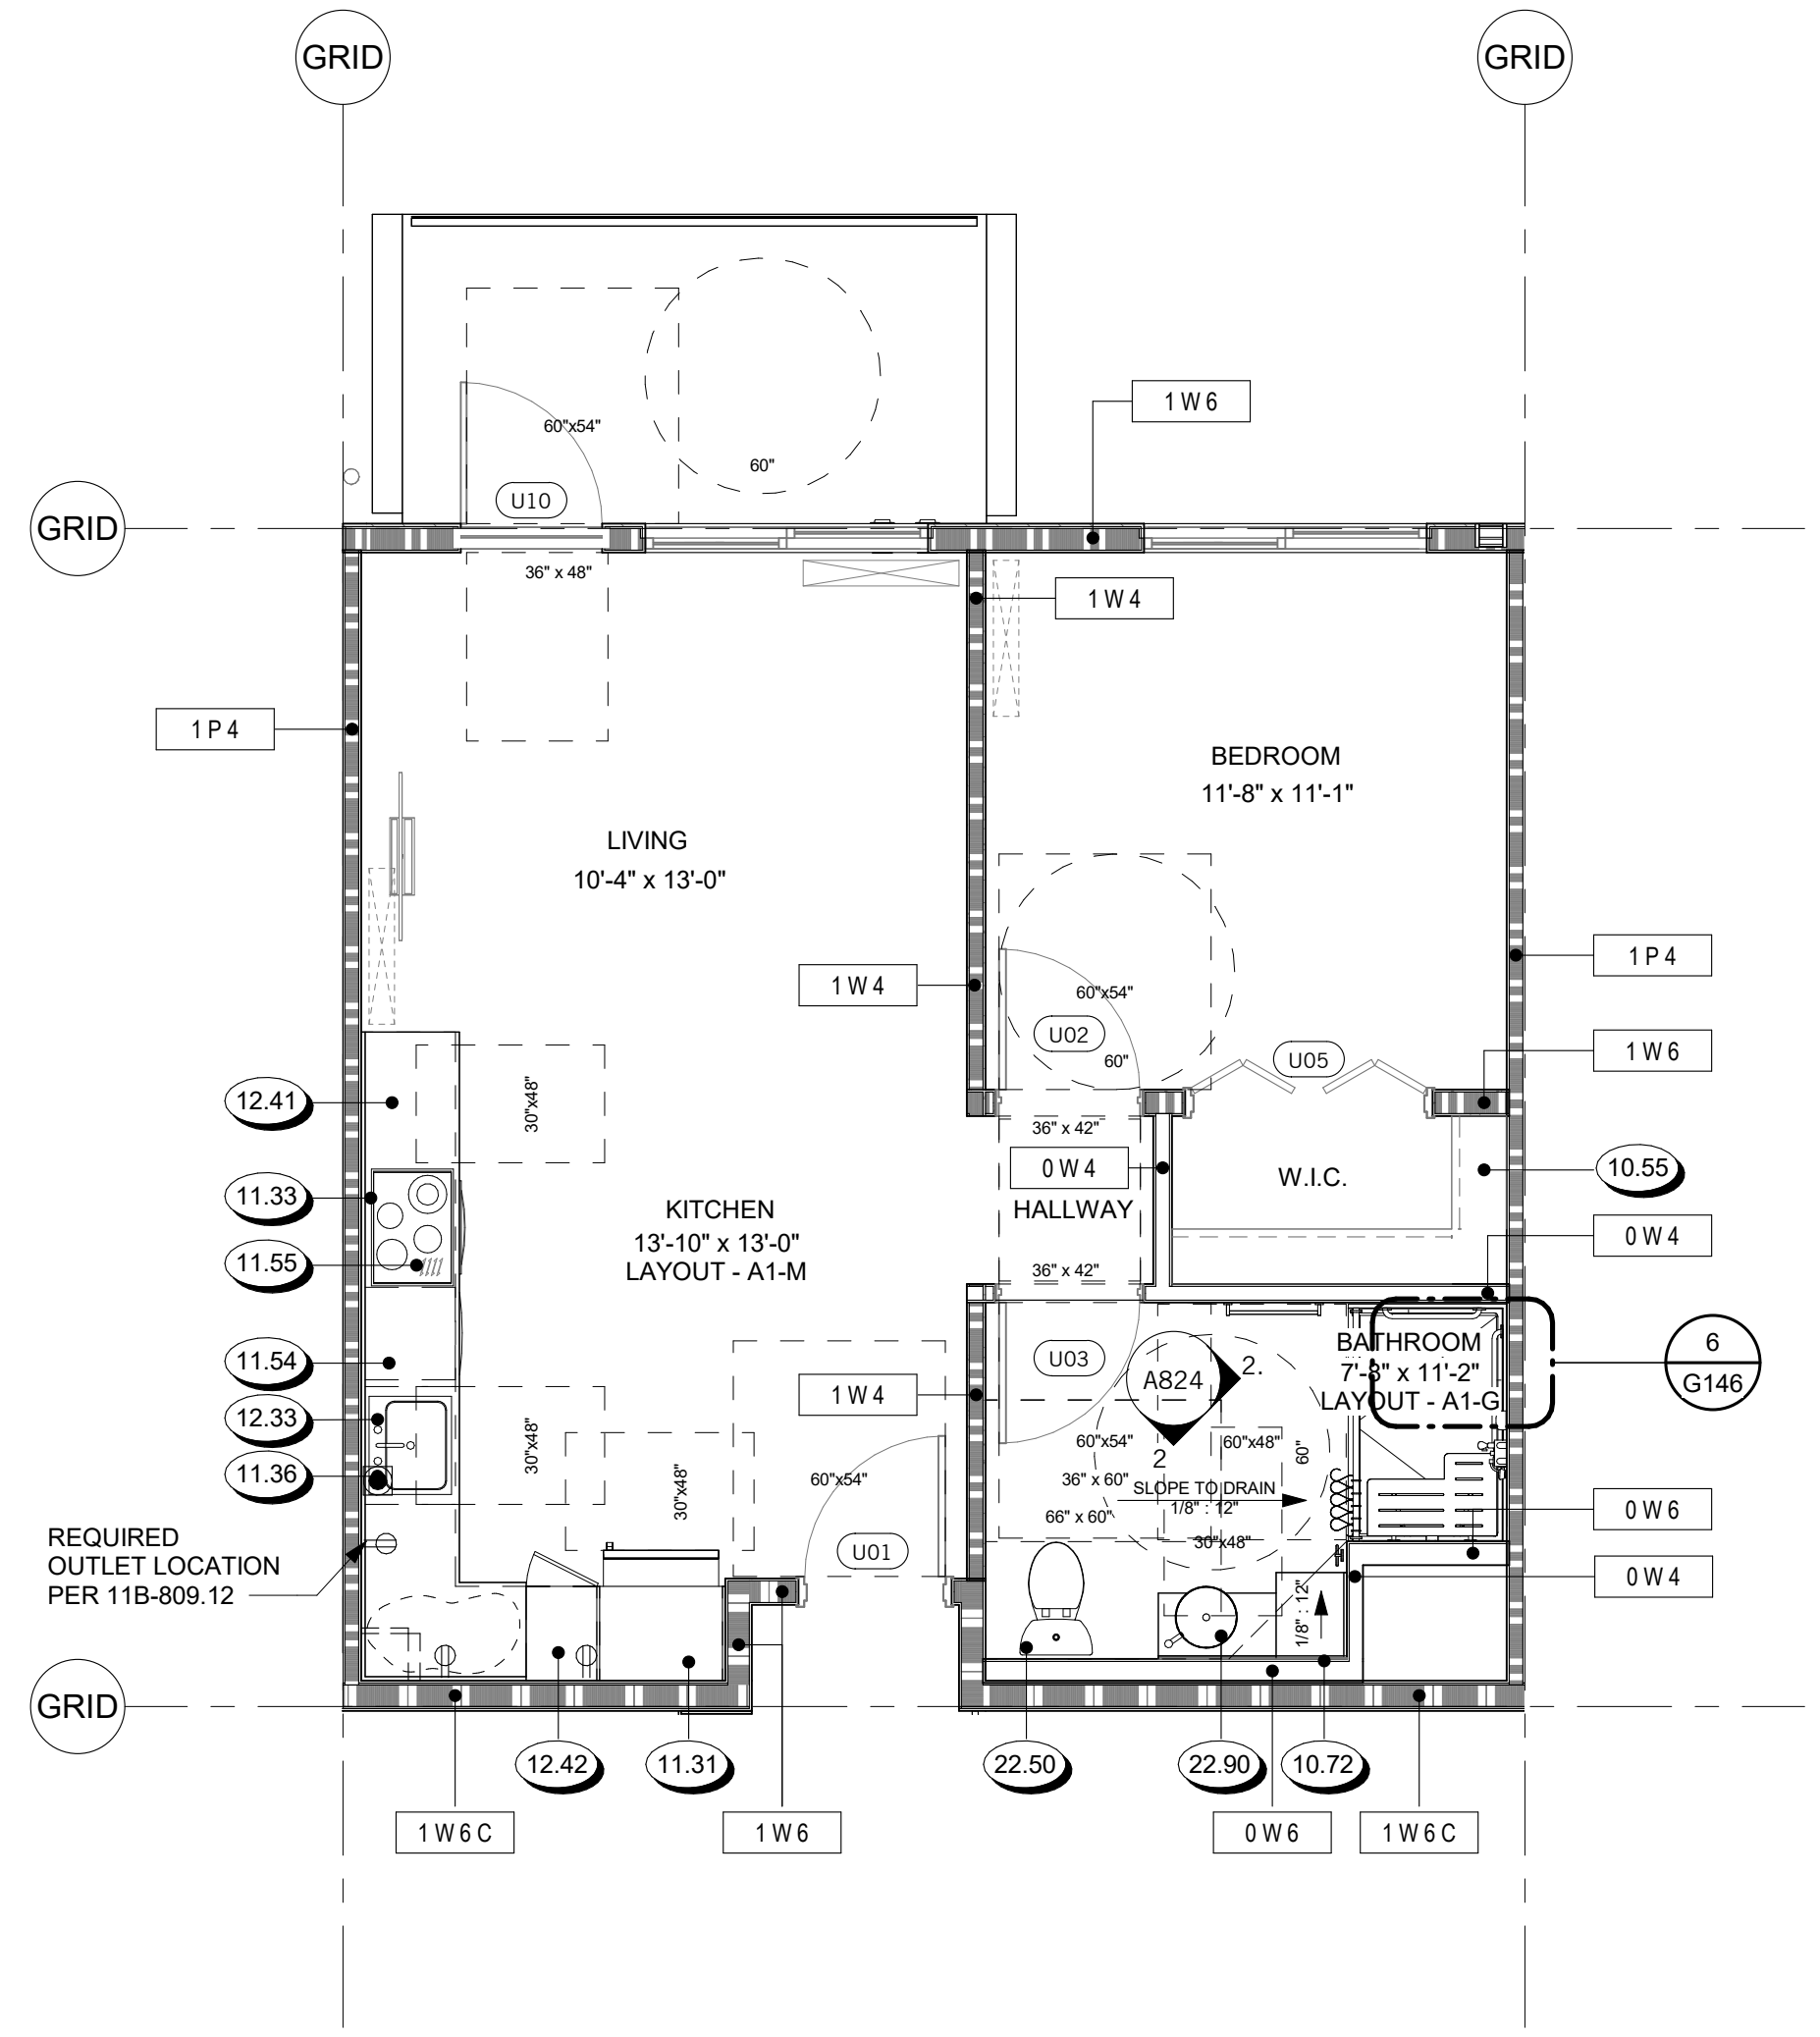 GRID
GRID
1 W 6
60"x54"
60"
U10
GRID
36" x 48"
1 W 4
1 P 4
BEDROOM
11'-8" x 11'-1"
LIVING
10'-4" x 13'-0"
1 W 4
60"x54"
1 P 4
U02
60"
U05
1 W 6
12.41
30"x48"
36" x 42"
0 W 4
W.I.C.
10.55
11.33
KITCHEN
13'-10" x 13'-0"
LAYOUT - A1-M
HALLWAY
0 W 4
11.55
36" x 42"
BATHROOM
7'-8" x 11'-2"
LAYOUT - A1-G
6
G146
11.54
U03
A824
2.
2
1 W 4
12.33
30"x48"
60"x54"
60"x48"
60"
11.36
30"x48"
60"x54"
36" x 60"
SLOPE TO DRAIN
1/8" : 12"
66" x 60"
30"x48"
0 W 6
REQUIRED
OUTLET LOCATION
PER 11B-809.12
U01
0 W 4
1/8" : 12"
GRID
12.42
11.31
22.50
22.90
10.72
1 W 6 C
1 W 6
0 W 6
1 W 6 C